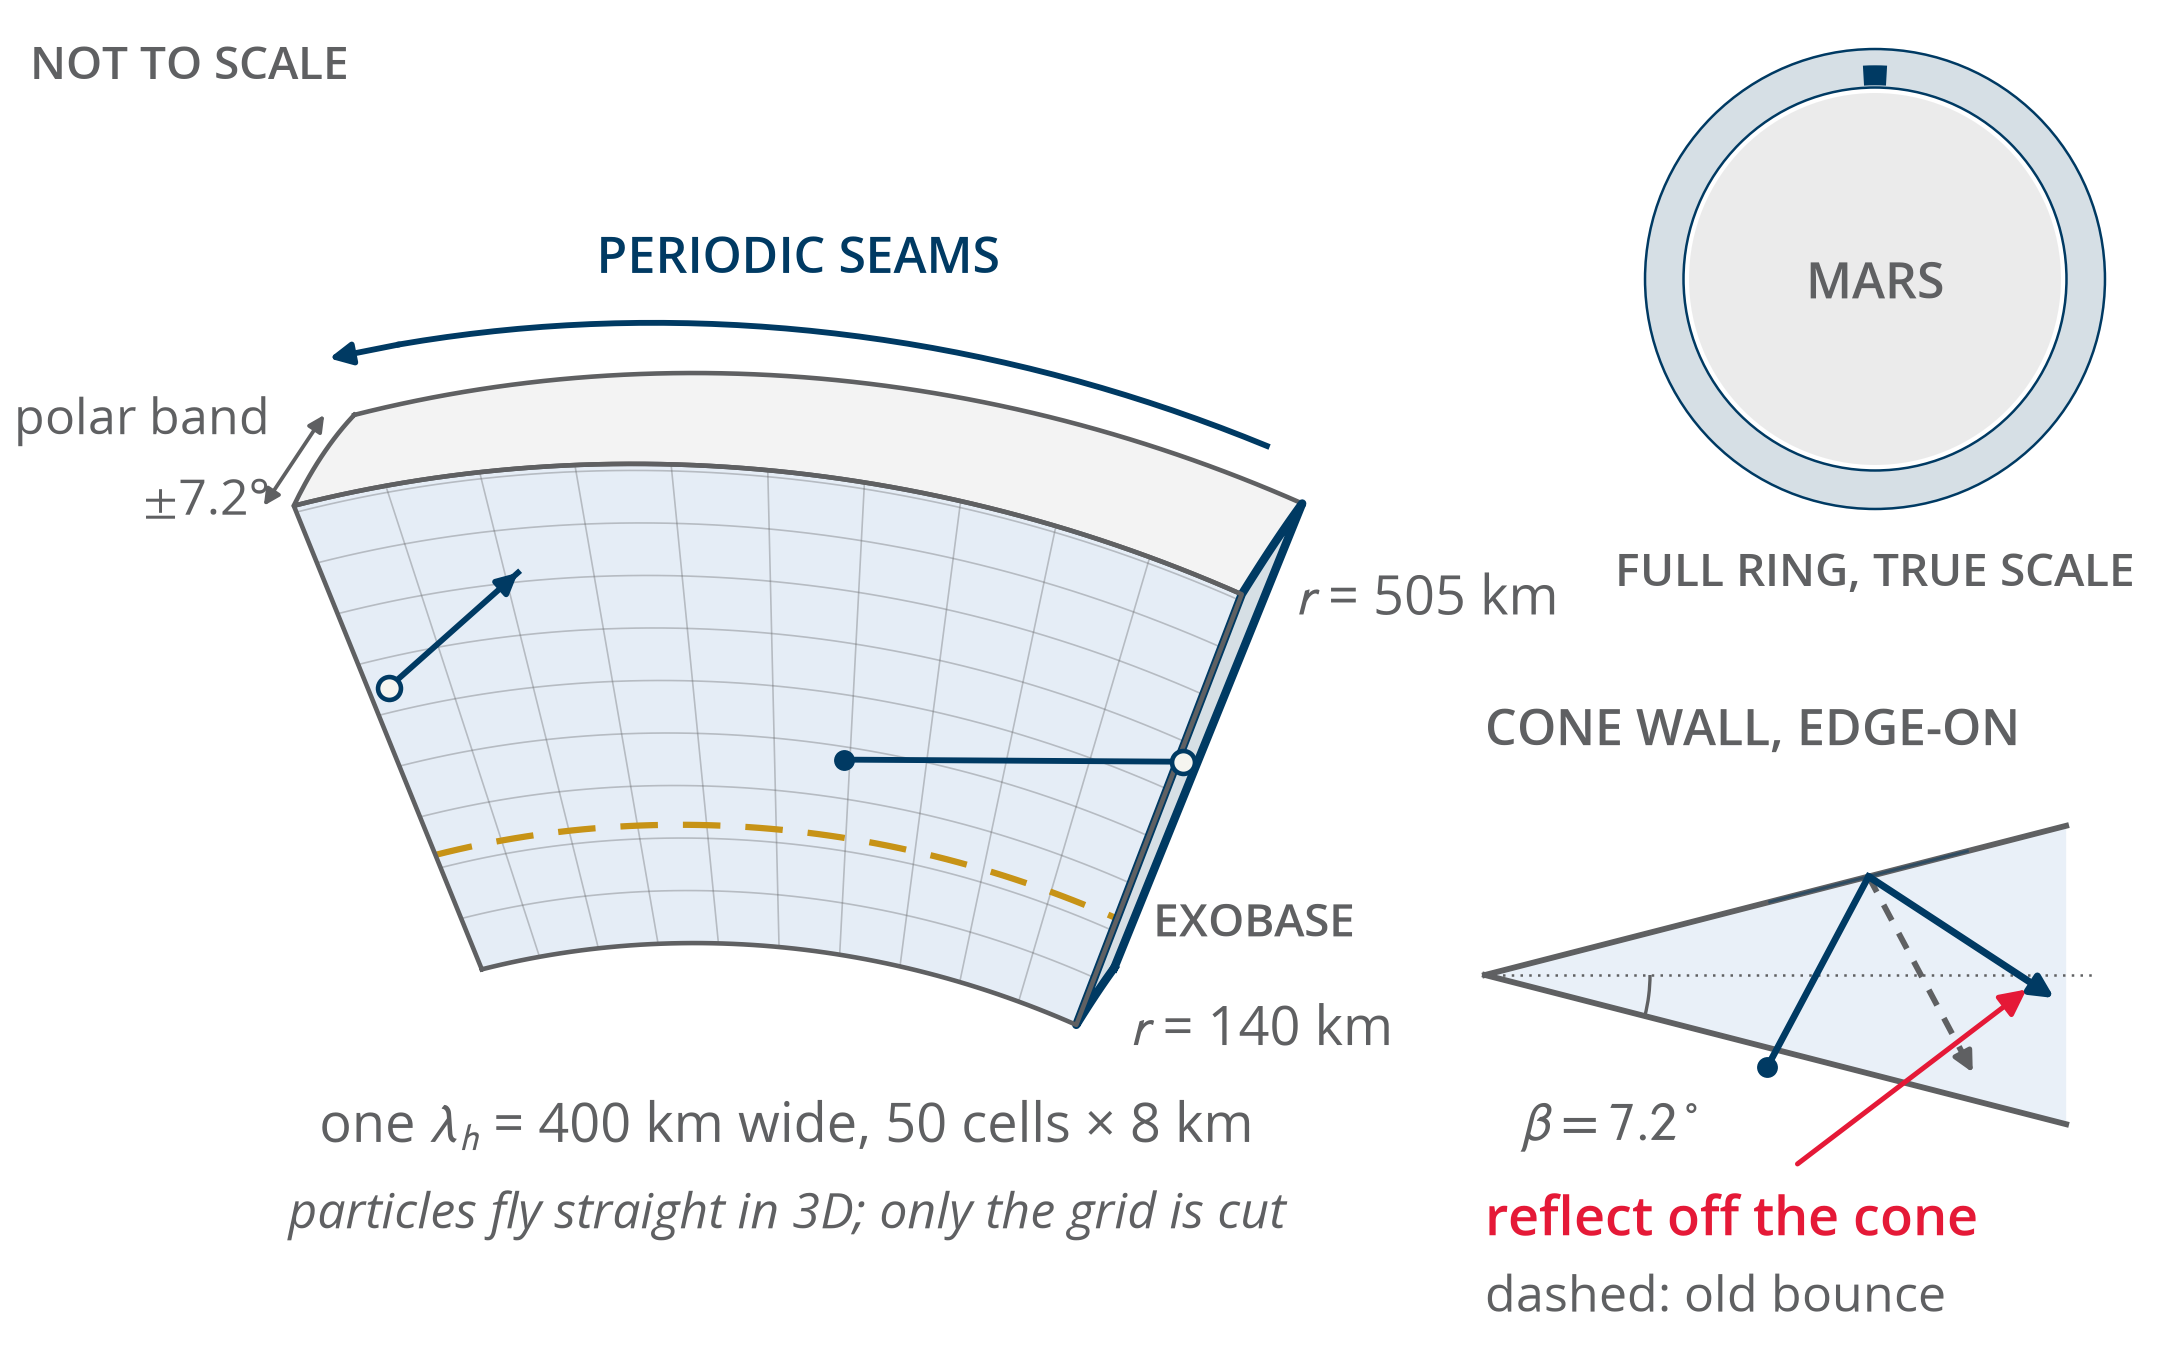 NOT TO SCALE
PERIODIC SEAMS
polar band
±7.2°
MARS
FULL RING, TRUE SCALE
r = 505 km
CONE WALL, EDGE-ON
EXOBASE
r = 140 km
one λh = 400 km wide, 50 cells × 8 km
particles fly straight in 3D; only the grid is cut
β = 7.2°
reflect off the cone
dashed: old bounce